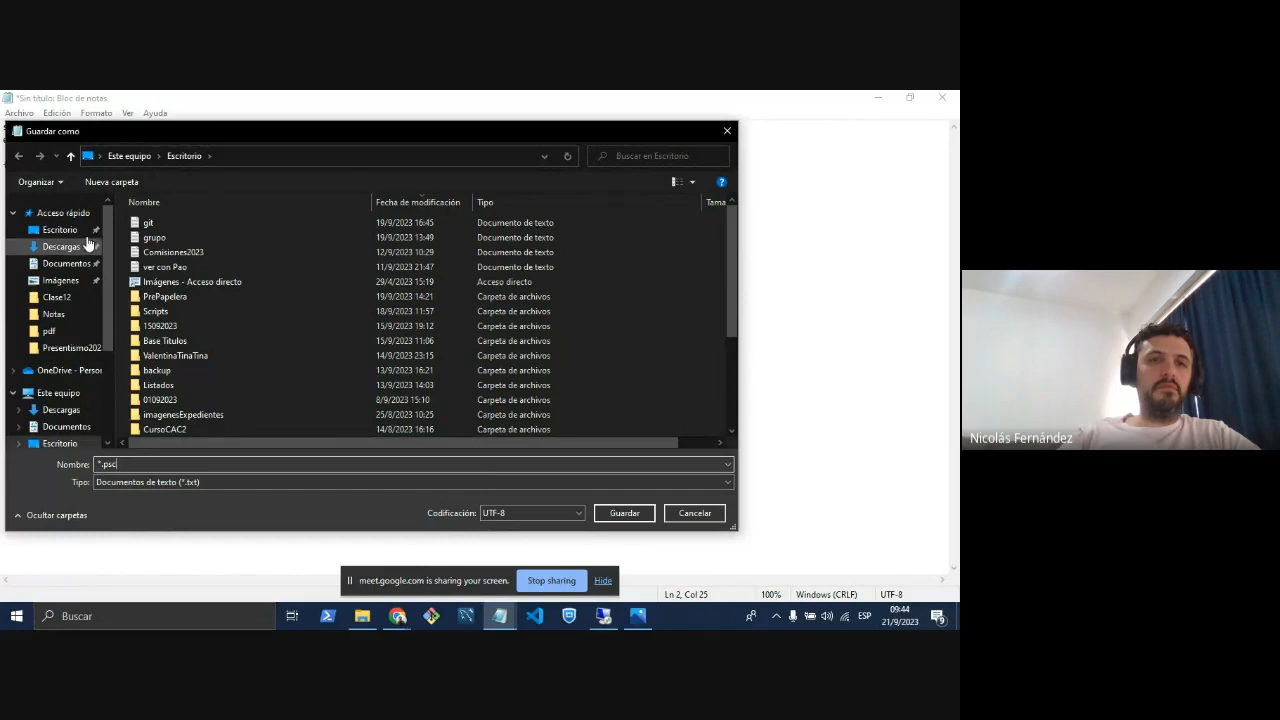 *Sin título: Bloc de notas
Archivo Edición Formato Ver Ayuda
Guardar como
Este equipo Escritorio
Buscar en Escritorio
Organizar Nueva carpeta
Nombre Fecha de modificación Tipo Tama
Acceso rápido
Escritorio
Descargas
Documentos
Imágenes
Clase12
Notas
pdf
Presentismo202
OneDrive - Person
Este equipo
Descargas
Documentos
Escritorio
git 19/9/2023 16:45 Documento de texto
grupo 19/9/2023 13:49 Documento de texto
Comisiones2023 12/9/2023 10:29 Documento de texto
ver con Pao 11/9/2023 21:47 Documento de texto
Imágenes - Acceso directo 29/4/2023 15:19 Acceso directo
PrePapelera 19/9/2023 14:21 Carpeta de archivos
Scripts 18/9/2023 11:57 Carpeta de archivos
15092023 15/9/2023 19:12 Carpeta de archivos
Base Titulos 15/9/2023 11:06 Carpeta de archivos
ValentinaTinaTina 14/9/2023 23:15 Carpeta de archivos
backup 13/9/2023 16:21 Carpeta de archivos
Listados 13/9/2023 14:03 Carpeta de archivos
01092023 8/9/2023 15:10 Carpeta de archivos
imagenesExpedientes 25/8/2023 10:25 Carpeta de archivos
CursoCAC2 14/8/2023 16:16 Carpeta de archivos
Nombre: *.psc
Tipo: Documentos de texto (*.txt)
Ocultar carpetas
Codificación: UTF-8 Guardar Cancelar
meet.google.com is sharing your screen. Stop sharing Hide
Ln 2, Col 25 100% Windows (CRLF) UTF-8
Buscar
ESP
09:44
21/9/2023
9
Nicolás Fernández